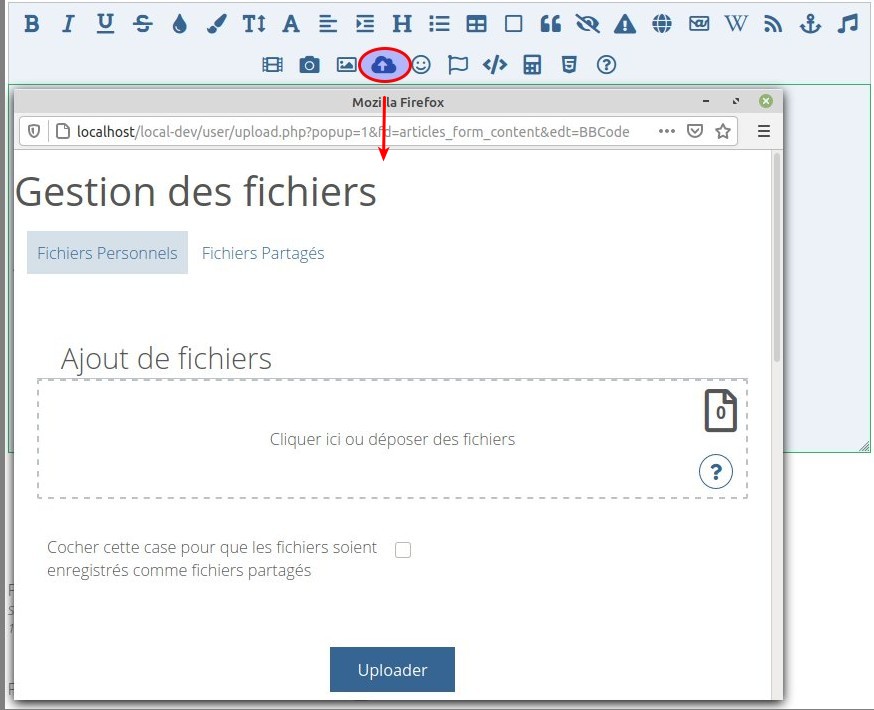 Mozilla Firefox
localhost/local-dev/user/upload.php?popup=1&fd=articles_form_content&edt=BBCode
Gestion des fichiers
Fichiers Personnels Fichiers Partagés
Ajout de fichiers
0
Cliquer ici ou déposer des fichiers
?
Cocher cette case pour que les fichiers soient
enregistrés comme fichiers partagés
Uploader